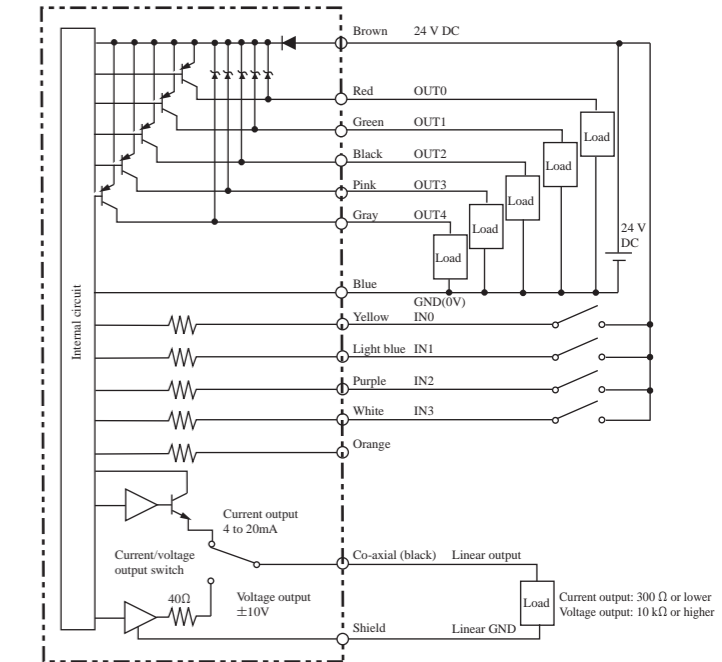 Brown 24 V DC
Red OUT0
Green OUT1
Load
Black OUT2
Load
Pink OUT3
Load
Gray OUT4
Load
24 V
DC
Load
Blue
GND(0V)
Internal circuit
Yellow IN0
Light blue IN1
Purple IN2
White IN3
Orange
Current output
4 to 20mA
Current/voltage
output switch
Co-axial (black) Linear output
40Ω
Voltage output
±10V
Load
Current output: 300 Ω or lower
Voltage output: 10 kΩ or higher
Shield Linear GND